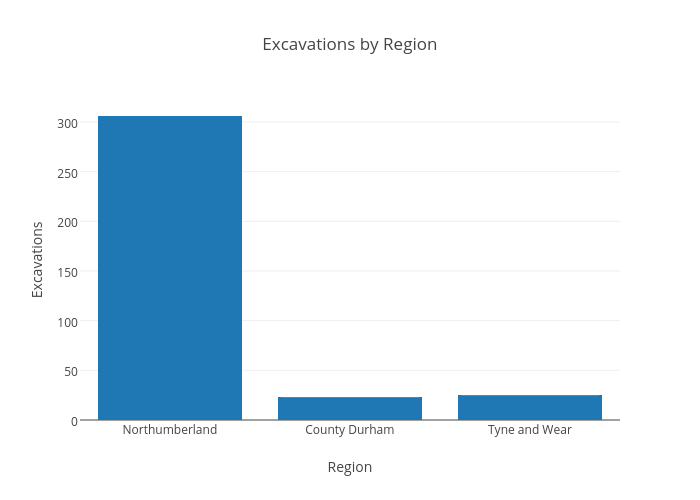 Excavations by Region
300
250
200
150
100
50
0
Excavations
Northumberland
County Durham
Tyne and Wear
Region